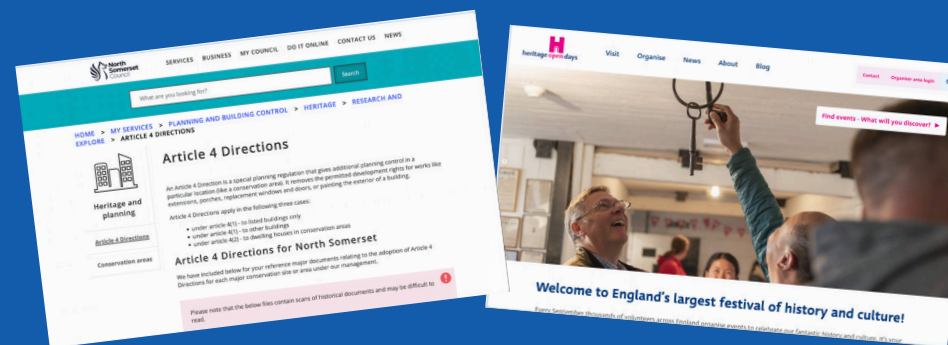 North
Somerset
Council
SERVICES BUSINESS MY COUNCIL DO IT ONLINE CONTACT US NEWS
What are you looking for?
Search
HOME > MY SERVICES > PLANNING AND BUILDING CONTROL > HERITAGE > RESEARCH AND
EXPLORE > ARTICLE 4 DIRECTIONS
Heritage and
planning
Article 4 Directions
Conservation areas
Article 4 Directions
An Article 4 Direction is a special planning regulation that gives additional planning control in a
particular location (like a conservation area). It removes the permitted development rights for works like
extensions, porches, replacement windows and doors, or painting the exterior of a building.
Article 4 Directions apply in the following three cases:
• under article 4(1) - to listed buildings only
• under article 4(1) - to other buildings
• under article 4(2) - to dwelling houses in conservation areas
Article 4 Directions for North Somerset
We have included below for your reference major documents relating to the adoption of Article 4
Directions for each major conservation site or area under our management.
Please note that the below files contain scans of historical documents and may be difficult to
read.
H
heritage open days
Visit Organise News About Blog
Contact Organiser area login
Find events - What will you discover!
Welcome to England's largest festival of history and culture!
Every September thousands of volunteers across England organise events to celebrate our fantastic history and culture. It's your